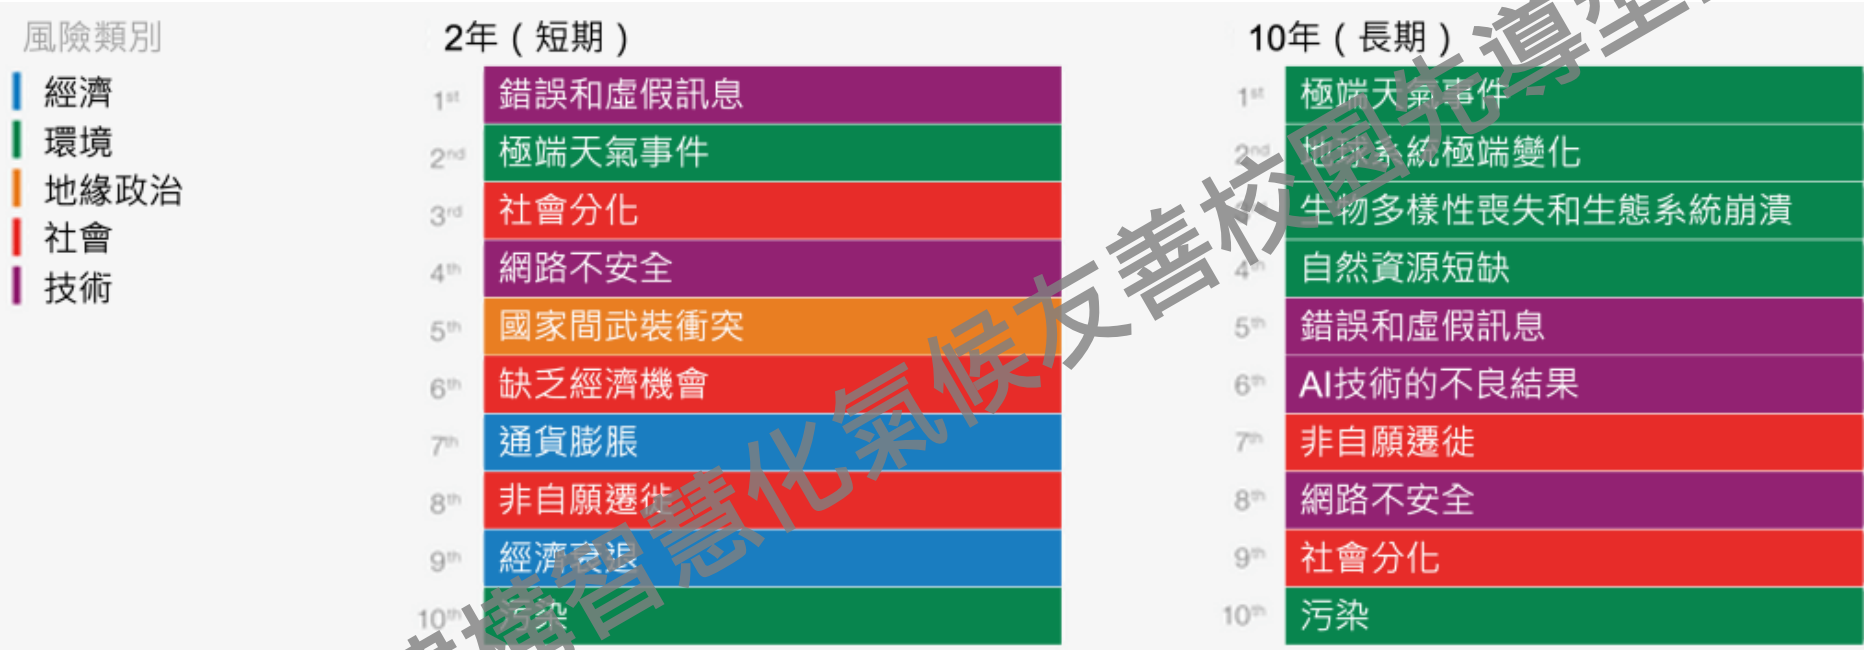 風險類別
經濟
環境
地緣政治
社會
技術
2年（短期）
1st 錯誤和虛假訊息
2nd 極端天氣事件
3rd 社會分化
4th 網路不安全
5th 國家間武裝衝突
6th 缺乏經濟機會
7th 通貨膨脹
8th 非自願遷徙
9th 經濟衰退
10th 污染
10年（長期）
1st 極端天氣事件
2nd 地球系統極端變化
生物多樣性喪失和生態系統崩潰
4th 自然資源短缺
5th 錯誤和虛假訊息
6th AI技術的不良結果
7th 非自願遷徙
8th 網路不安全
9th 社會分化
10th 污染
構智慧化氣候友善校園先導型